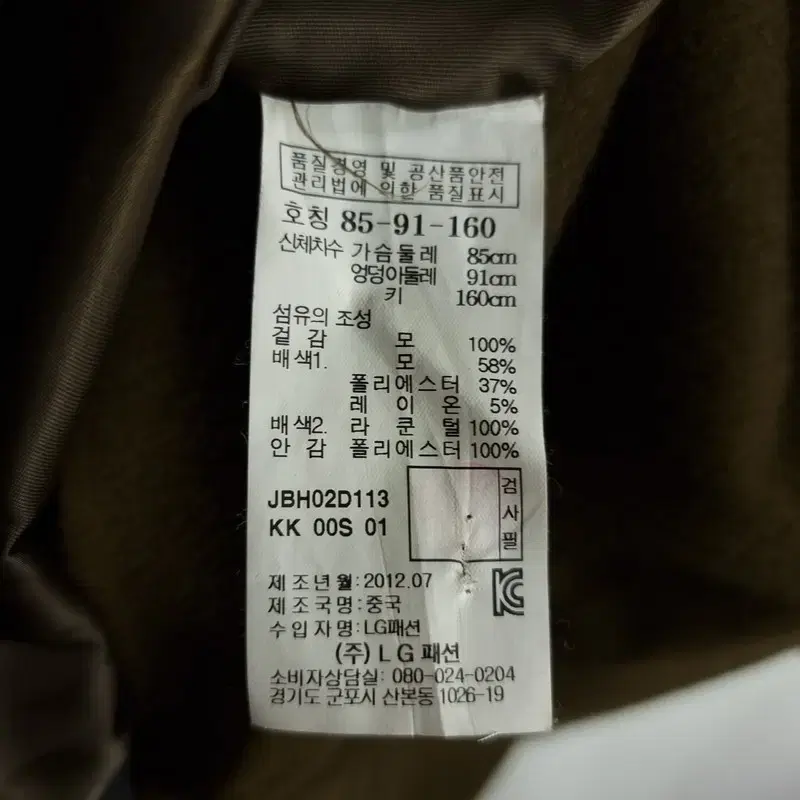 품질경영 및 공산품안전
관리법에 의한 품질표시
호칭 85-91-160
신체차수 가슴둘레 85cm
엉덩아둘레 91cm
키 160cm
섬유의 조성
겉감 모 100%
배색1. 모 58%
폴리에스터 37%
레이온 5%
배색2. 라쿤털 100%
안감 폴리에스터 100%
JBH02D113
KK 00S 01
검사필
제조년월:2012.07
제조국명:중국
수입자명:LG패션
(주)LG패션
소비자상담실: 080-024-0204
경기도 군포시 산본동 1026-19